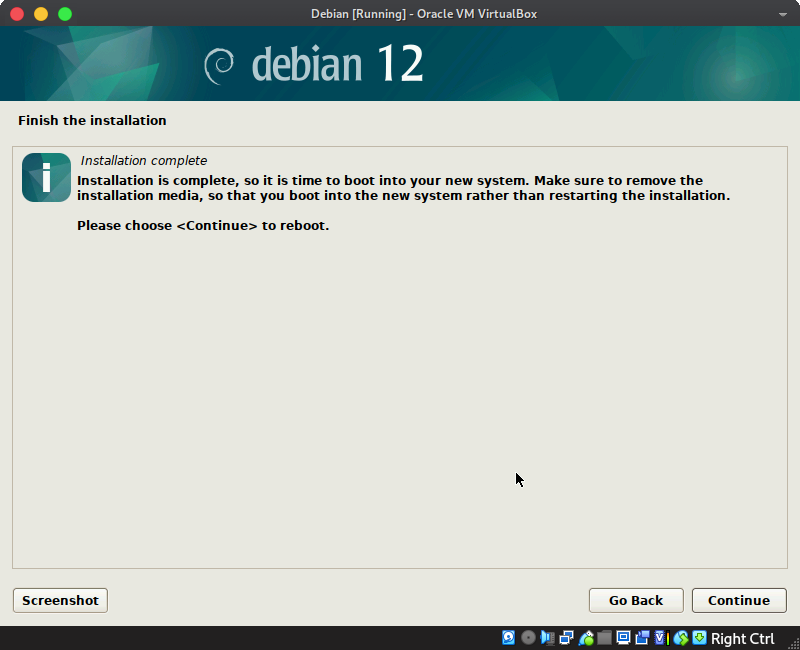 Debian [Running] - Oracle VM VirtualBox
debian 12
Finish the installation
i
Installation complete
Installation is complete, so it is time to boot into your new system. Make sure to remove the
installation media, so that you boot into the new system rather than restarting the installation.
Please choose <Continue> to reboot.
Screenshot
Go Back
Continue
Right Ctrl